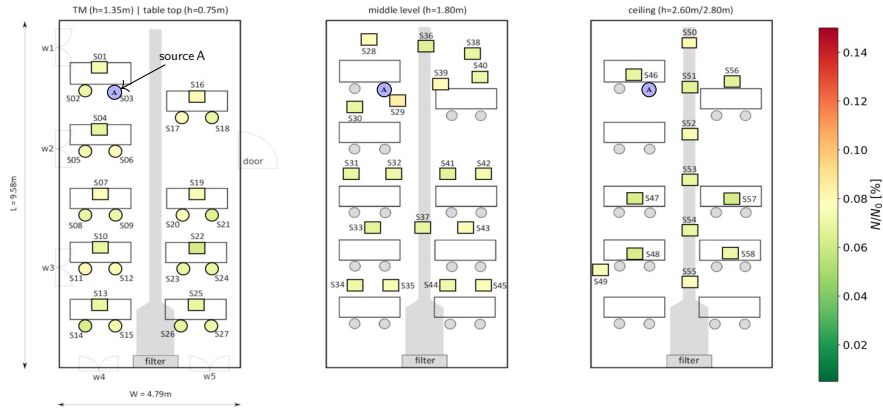 TM (h=1.35m) | table top (h=0.75m)
middle level (h=1.80m)
ceiling (h=2.60m/2.80m)
w1
S01
source A
A
S02
S03
S16
S17
S18
S04
S05
S06
w2
door
S07
S19
S08
S09
S20
S21
S10
S22
S11
S12
S23
S24
w3
S13
S25
S14
S15
S26
S27
filter
w4
w5
L = 9.58m
W = 4.79m
S28
S36
S38
S40
S39
A
S29
S30
S31
S32
S41
S42
S33
S37
S43
S34
S35
S44
S45
filter
S50
S46
A
S51
S56
S52
S53
S47
S57
S54
S48
S58
S49
S55
filter
0.14
0.12
0.10
0.08
0.06
0.04
0.02
N/N0 [%]